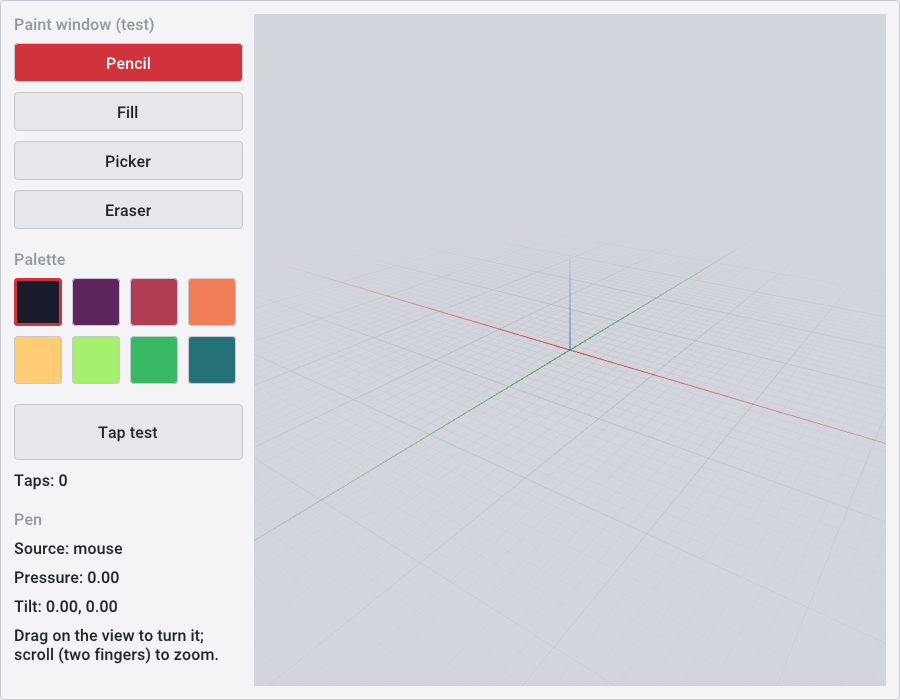 Paint window (test)
Pencil
Fill
Picker
Eraser
Palette
Tap test
Taps: 0
Pen
Source: mouse
Pressure: 0.00
Tilt: 0.00, 0.00
Drag on the view to turn it;
scroll (two fingers) to zoom.